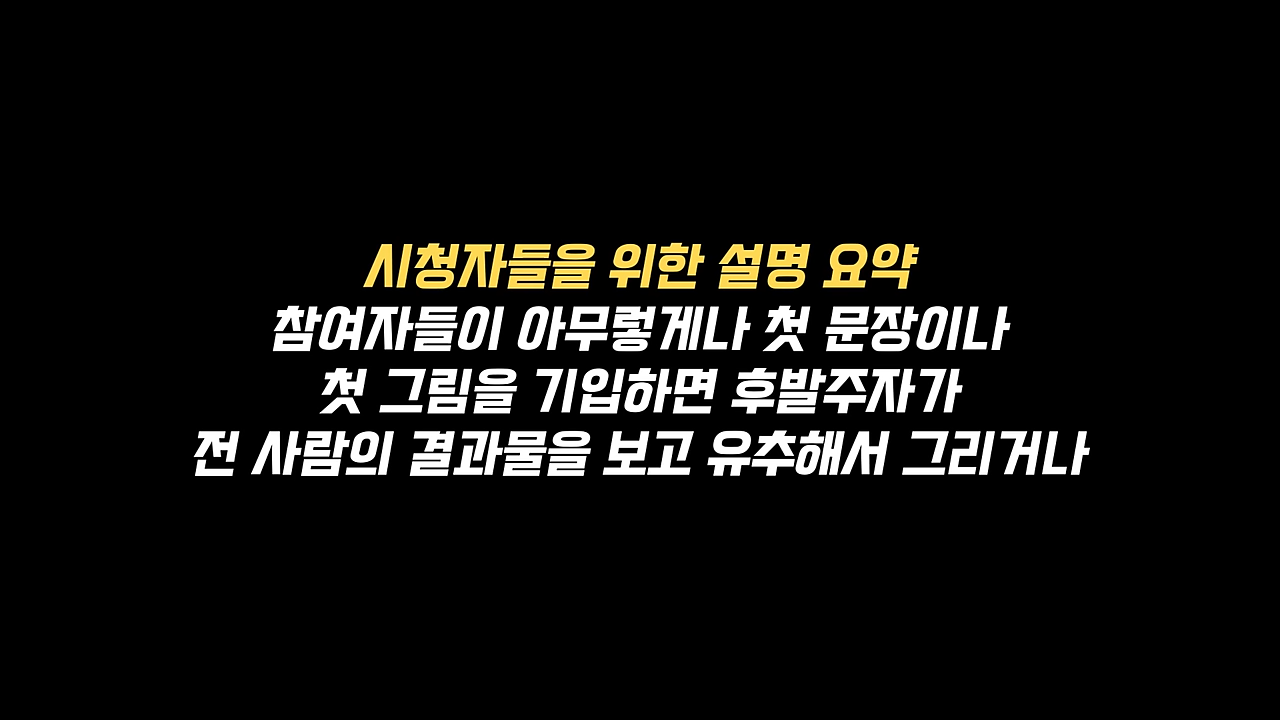 시청자들을 위한 설명 요약
참여자들이 아무렇게나 첫 문장이나
첫 그림을 기입하면 후발주자가
전 사람의 결과물을 보고 유추해서 그리거나